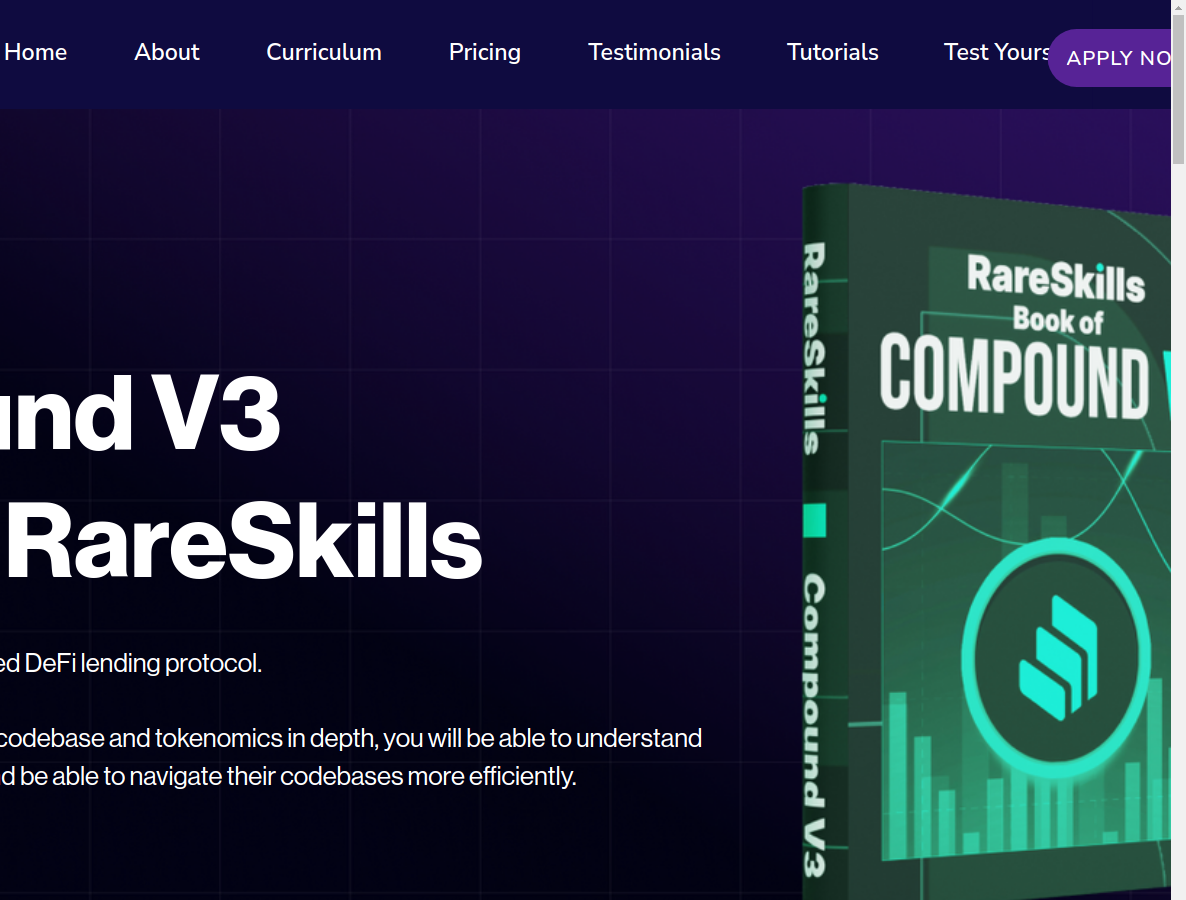 Home About Curriculum Pricing Testimonials Tutorials Test Yours APPLY NO
und V3
RareSkills
ed DeFi lending protocol.
codebase and tokenomics in depth, you will be able to understand
d be able to navigate their codebases more efficiently.
RareSkills Compound V3
RareSkills
Book of
COMPOUND V